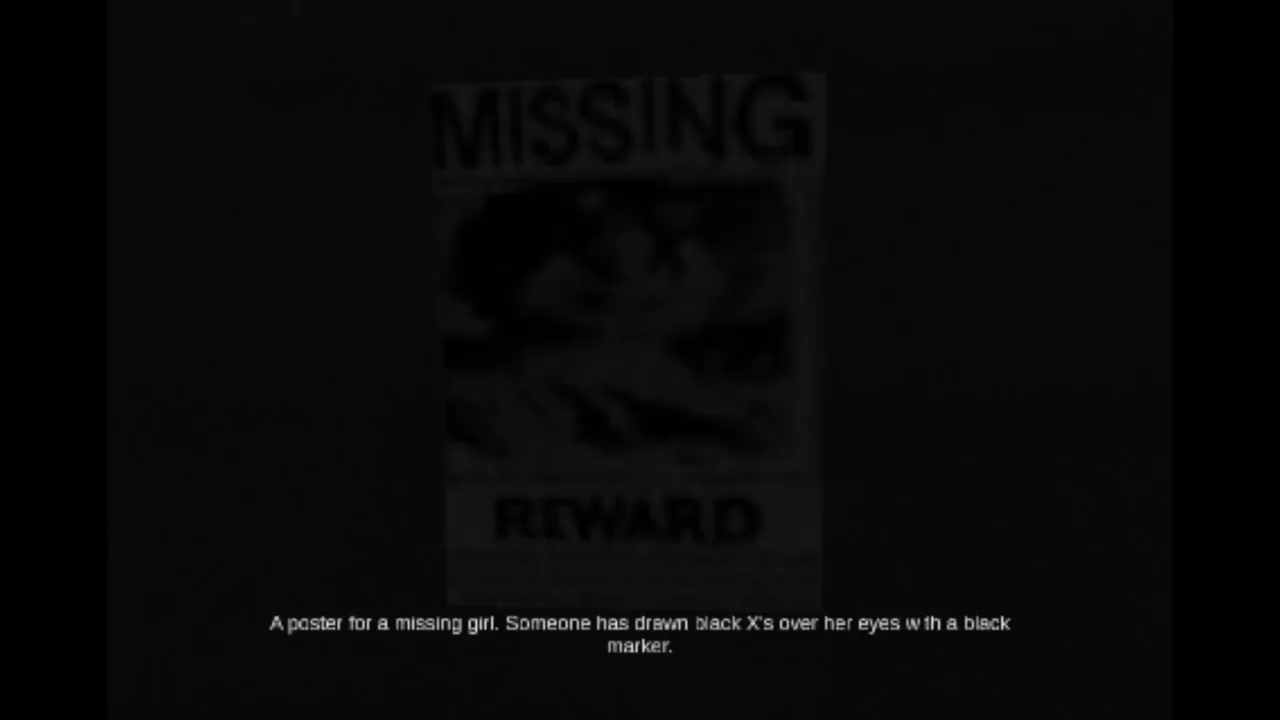 MISSING
REWARD
A poster for a missing girl. Someone has drawn black X's over her eyes with a black
marker.